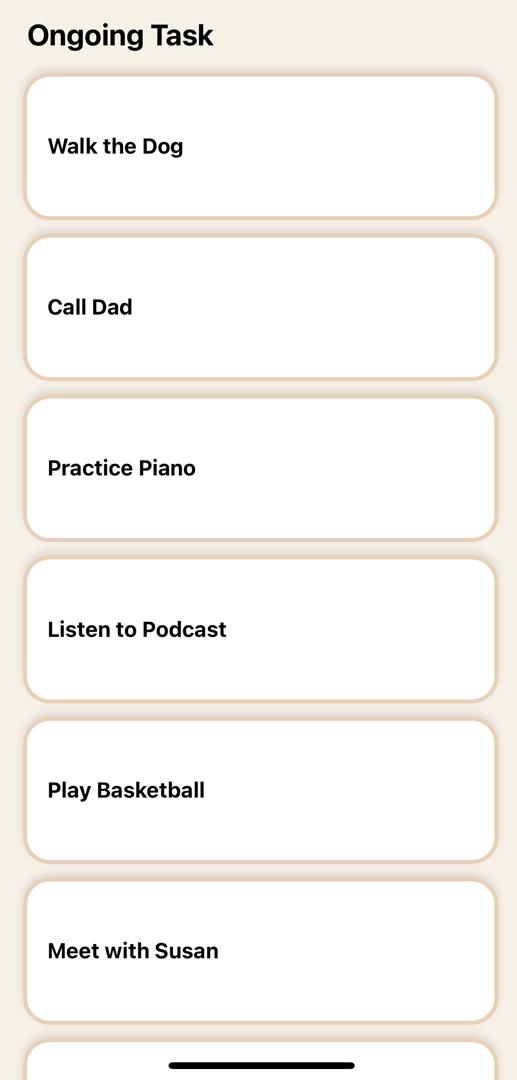 Ongoing Task
Walk the Dog
Call Dad
Practice Piano
Listen to Podcast
Play Basketball
Meet with Susan